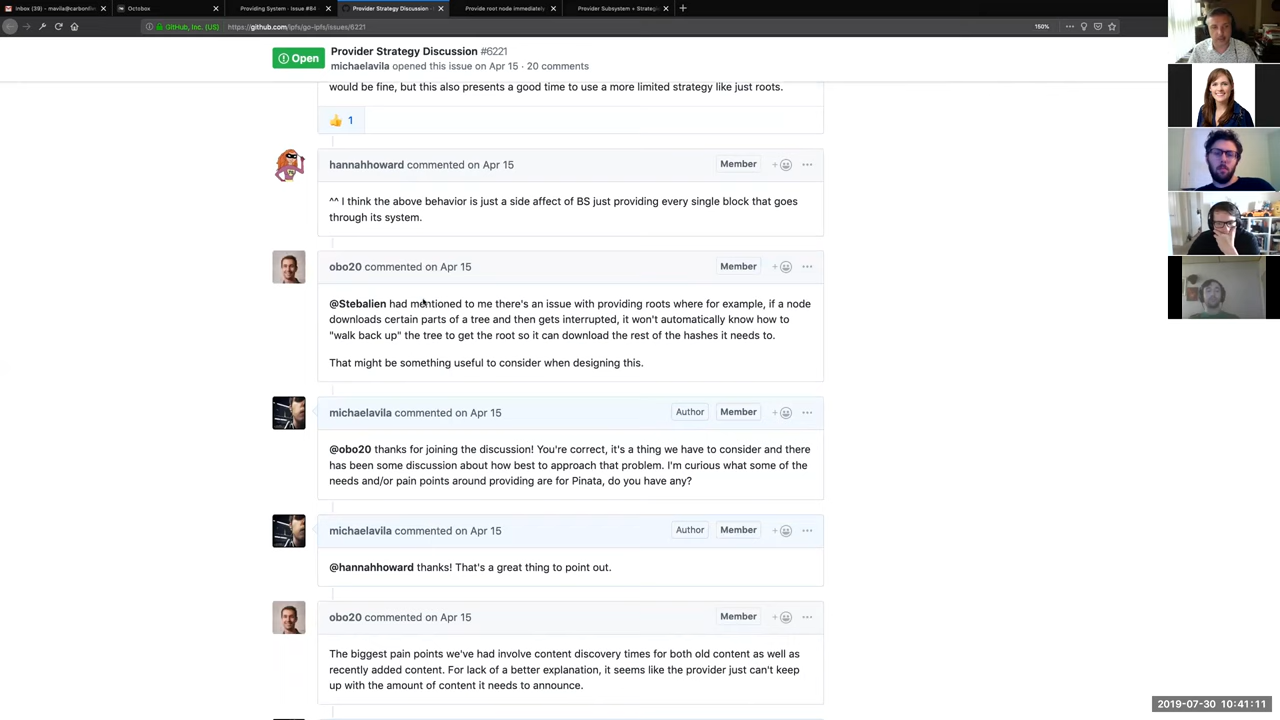 Inbox (39) - mavila@carbonfive
Octobox
Providing System · Issue #84
Provider Strategy Discussion
Provide root node immediately
Provider Subsystem + Strategi
GitHub, Inc. (US)
https://github.com/ipfs/go-ipfs/issues/6221
150%
Open
Provider Strategy Discussion #6221
michaelavila opened this issue on Apr 15 · 20 comments
would be fine, but this also presents a good time to use a more limited strategy like just roots.
👍 1
hannahhoward commented on Apr 15
Member
^^ I think the above behavior is just a side affect of BS just providing every single block that goes
through its system.
obo20 commented on Apr 15
Member
@Stebalien had mentioned to me there's an issue with providing roots where for example, if a node
downloads certain parts of a tree and then gets interrupted, it won't automatically know how to
"walk back up" the tree to get the root so it can download the rest of the hashes it needs to.
That might be something useful to consider when designing this.
michaelavila commented on Apr 15
Author
Member
@obo20 thanks for joining the discussion! You're correct, it's a thing we have to consider and there
has been some discussion about how best to approach that problem. I'm curious what some of the
needs and/or pain points around providing are for Pinata, do you have any?
michaelavila commented on Apr 15
Author
Member
@hannahhoward thanks! That's a great thing to point out.
obo20 commented on Apr 15
Member
The biggest pain points we've had involve content discovery times for both old content as well as
recently added content. For lack of a better explanation, it seems like the provider just can't keep
up with the amount of content it needs to announce.
2019-07-30 10:41:11